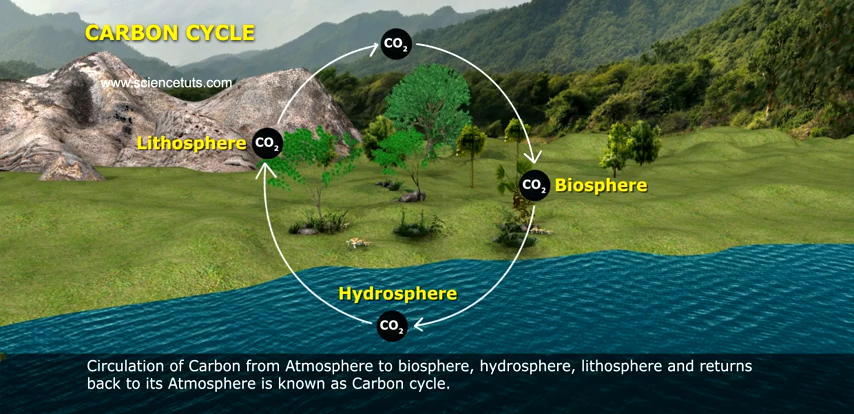 CARBON CYCLE
CO2
www.sciencetuts.com
Lithosphere
CO2
CO2
Biosphere
Hydrosphere
CO2
Circulation of Carbon from Atmosphere to biosphere, hydrosphere, lithosphere and returns
back to its Atmosphere is known as Carbon cycle.